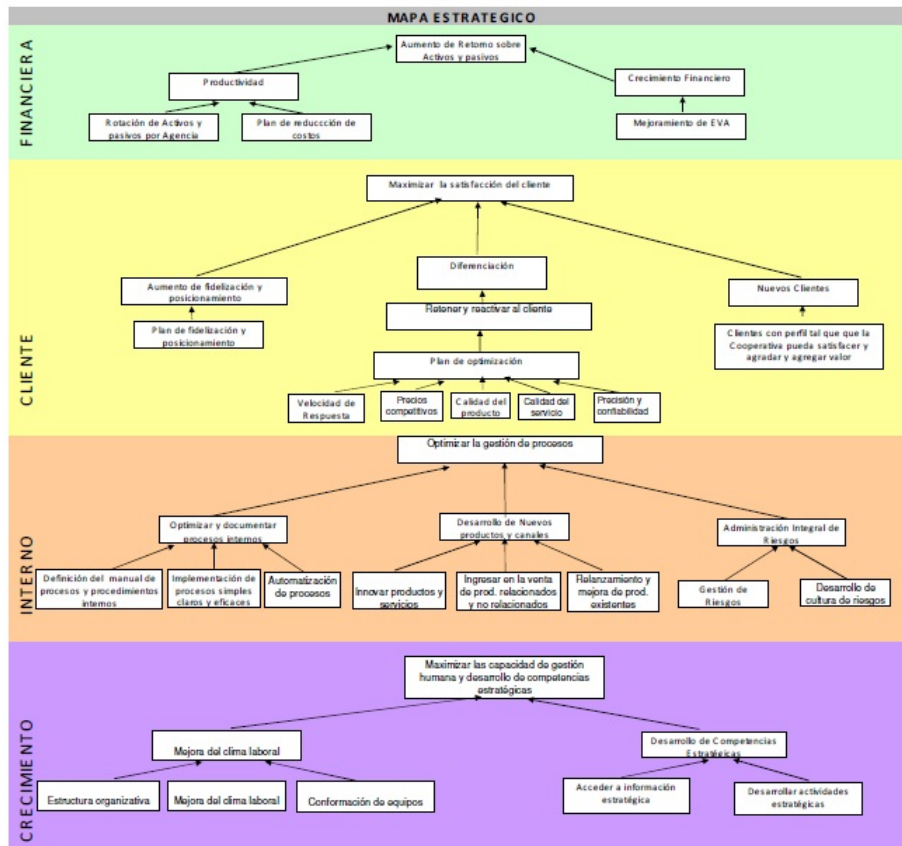 MAPA ESTRATEGICO
FINANCIERA
Aumento de Retorno sobre
Activos y pasivos
Productividad
Crecimiento Financiero
Rotación de Activos y
pasivos por Agencia
Plan de reduccción de
costos
Mejoramiento de EVA
CLIENTE
Maximizar la satisfacción del cliente
Diferenciación
Aumento de fidelización y
posicionamiento
Nuevos Clientes
Retener y reactivar al cliente
Plan de fidelización y
posicionamiento
Clientes con perfil tal que que la
Cooperativa pueda satisfacer y
agradar y agregar valor
Plan de optimización
Velocidad de
Respuesta
Precios
competitivos
Calidad del
producto
Calidad del
servicio
Precisión y
confiabilidad
INTERNO
Optimizar la gestión de procesos
Optimizar y documentar
procesos internos
Desarrollo de Nuevos
productos y canales
Administración Integral de
Riesgos
Definición del manual de
procesos y procedimientos
internos
Implementación de
procesos simples
claros y eficaces
Automatización
de procesos
Innovar productos y
servicios
Ingresar en la venta
de prod. relacionados
y no relacionados
Relanzamiento y
mejora de prod.
existentes
Gestión de
Riesgos
Desarrollo de
cultura de riesgos
CRECIMIENTO
Maximizar las capacidad de gestión
humana y desarrollo de competencias
estratégicas
Mejora del clima laboral
Desarrollo de Competencias
Estratégicas
Estructura organizativa
Mejora del clima laboral
Conformación de equipos
Acceder a información
estratégica
Desarrollar actividades
estratégicas